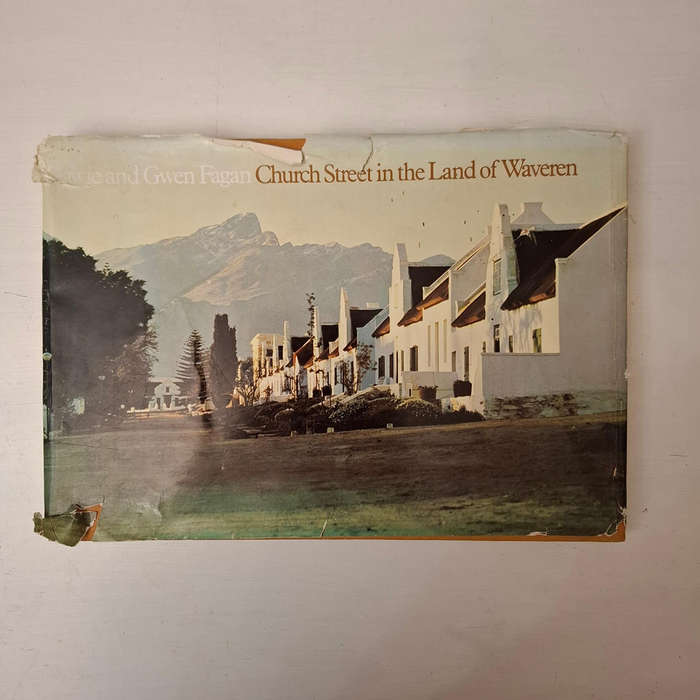 and Gwen Fagan Church Street in the Land of Waveren